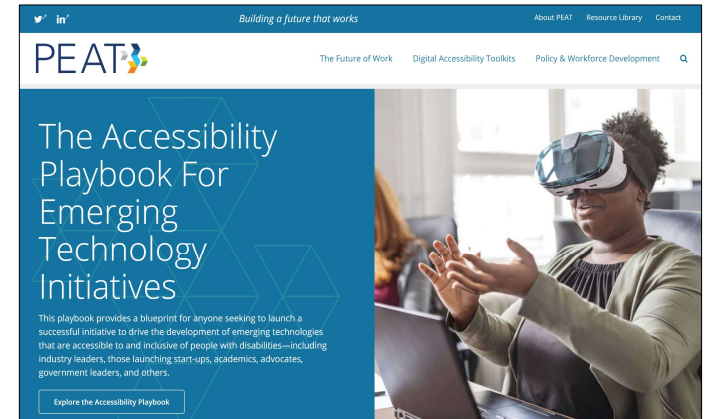 Building a future that works
About PEAT Resource Library Contact
PEAT
The Future of Work Digital Accessibility Toolkits Policy & Workforce Development
The Accessibility
Playbook For
Emerging
Technology
Initiatives
This playbook provides a blueprint for anyone seeking to launch a
successful initiative to drive the development of emerging technologies
that are accessible to and inclusive of people with disabilities—including
industry leaders, those launching start-ups, academics, advocates,
government leaders, and others.
Explore the Accessibility Playbook